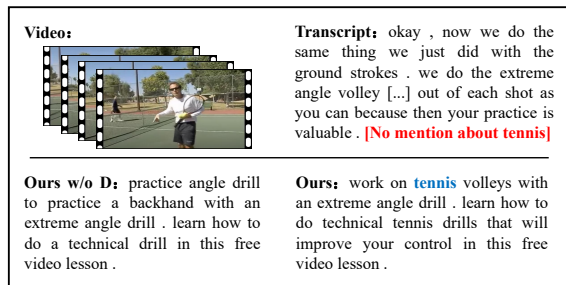 Video:
Transcript: okay , now we do the
same thing we just did with the
ground strokes . we do the extreme
angle volley [...] out of each shot as
you can because then your practice is
valuable . [No mention about tennis]
Ours w/o D: practice angle drill
to practice a backhand with an
extreme angle drill . learn how to
do a technical drill in this free
video lesson .
Ours: work on tennis volleys with
an extreme angle drill . learn how to
do technical tennis drills that will
improve your control in this free
video lesson .